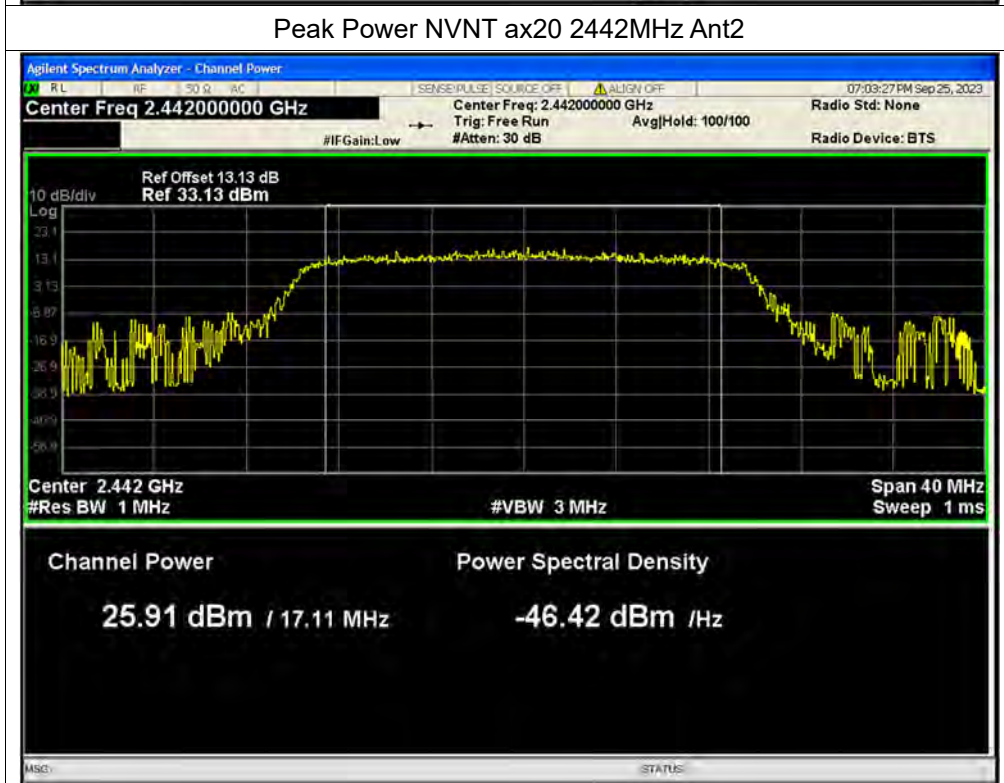 Peak Power NVNT ax20 2442MHz Ant2
Agilent Spectrum Analyzer - Channel Power
RL RF 50 Ω AC SENSE:PULSE SOURCE OFF ALIGN OFF 07:03:27 PM Sep 25, 2023
Center Freq 2.442000000 GHz Center Freq: 2.442000000 GHz Radio Std: None
Trig: Free Run Avg|Hold: 100/100
#IFGain:Low #Atten: 30 dB Radio Device: BTS
Ref Offset 13.13 dB
10 dB/div Ref 33.13 dBm
Log
23.1
13.1
3.13
-6.87
-16.9
-26.9
-36.9
-46.9
-56.9
Center 2.442 GHz Span 40 MHz
#Res BW 1 MHz #VBW 3 MHz Sweep 1 ms
Channel Power Power Spectral Density
25.91 dBm / 17.11 MHz -46.42 dBm /Hz
MSG STATUS